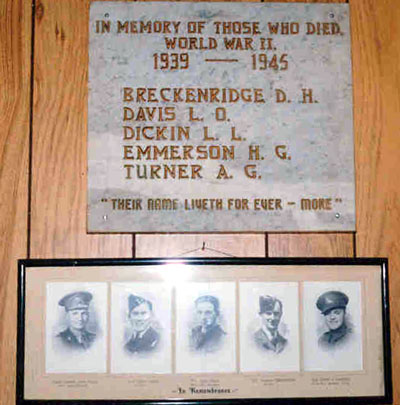 IN MEMORY OF THOSE WHO DIED.
WORLD WAR II.
1939 — 1945
BRECKENRIDGE D. H.
DAVIS L. O.
DICKIN L. L.
EMMERSON H. G.
TURNER A. G.
"THEIR NAME LIVETH FOR EVER - MORE"
In Remembrance